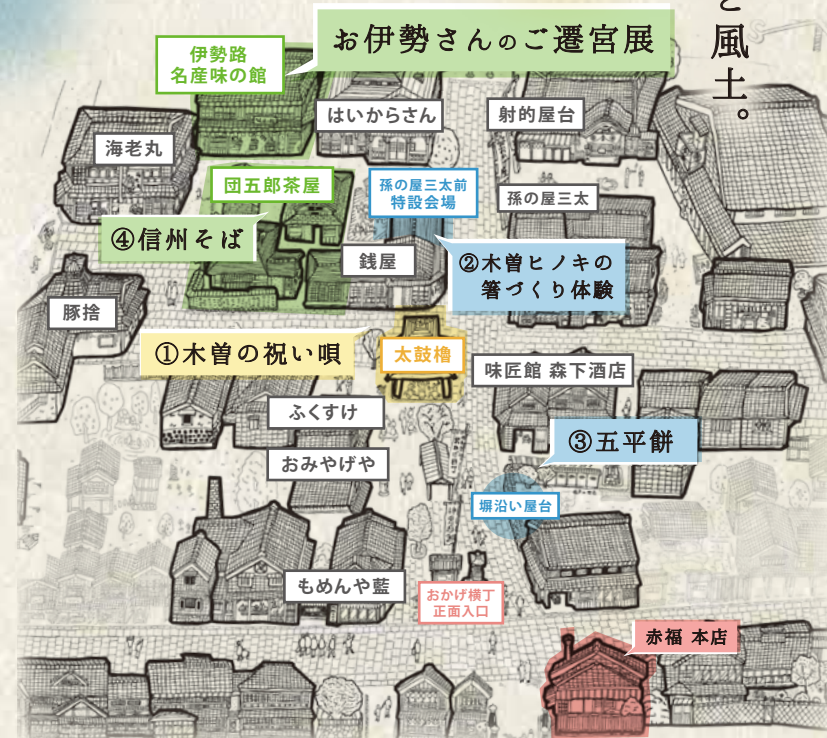 と風土。
お伊勢さんのご遷宮展
伊勢路
名産味の館
はいからさん
射的屋台
海老丸
団五郎茶屋
孫の屋三太前
特設会場
孫の屋三太
④信州そば
銭屋
②木曽ヒノキの
箸づくり体験
豚捨
①木曽の祝い唄
太鼓櫓
味匠館 森下酒店
ふくすけ
③五平餅
おみやげや
塀沿い屋台
もめんや藍
おかげ横丁
正面入口
赤福 本店